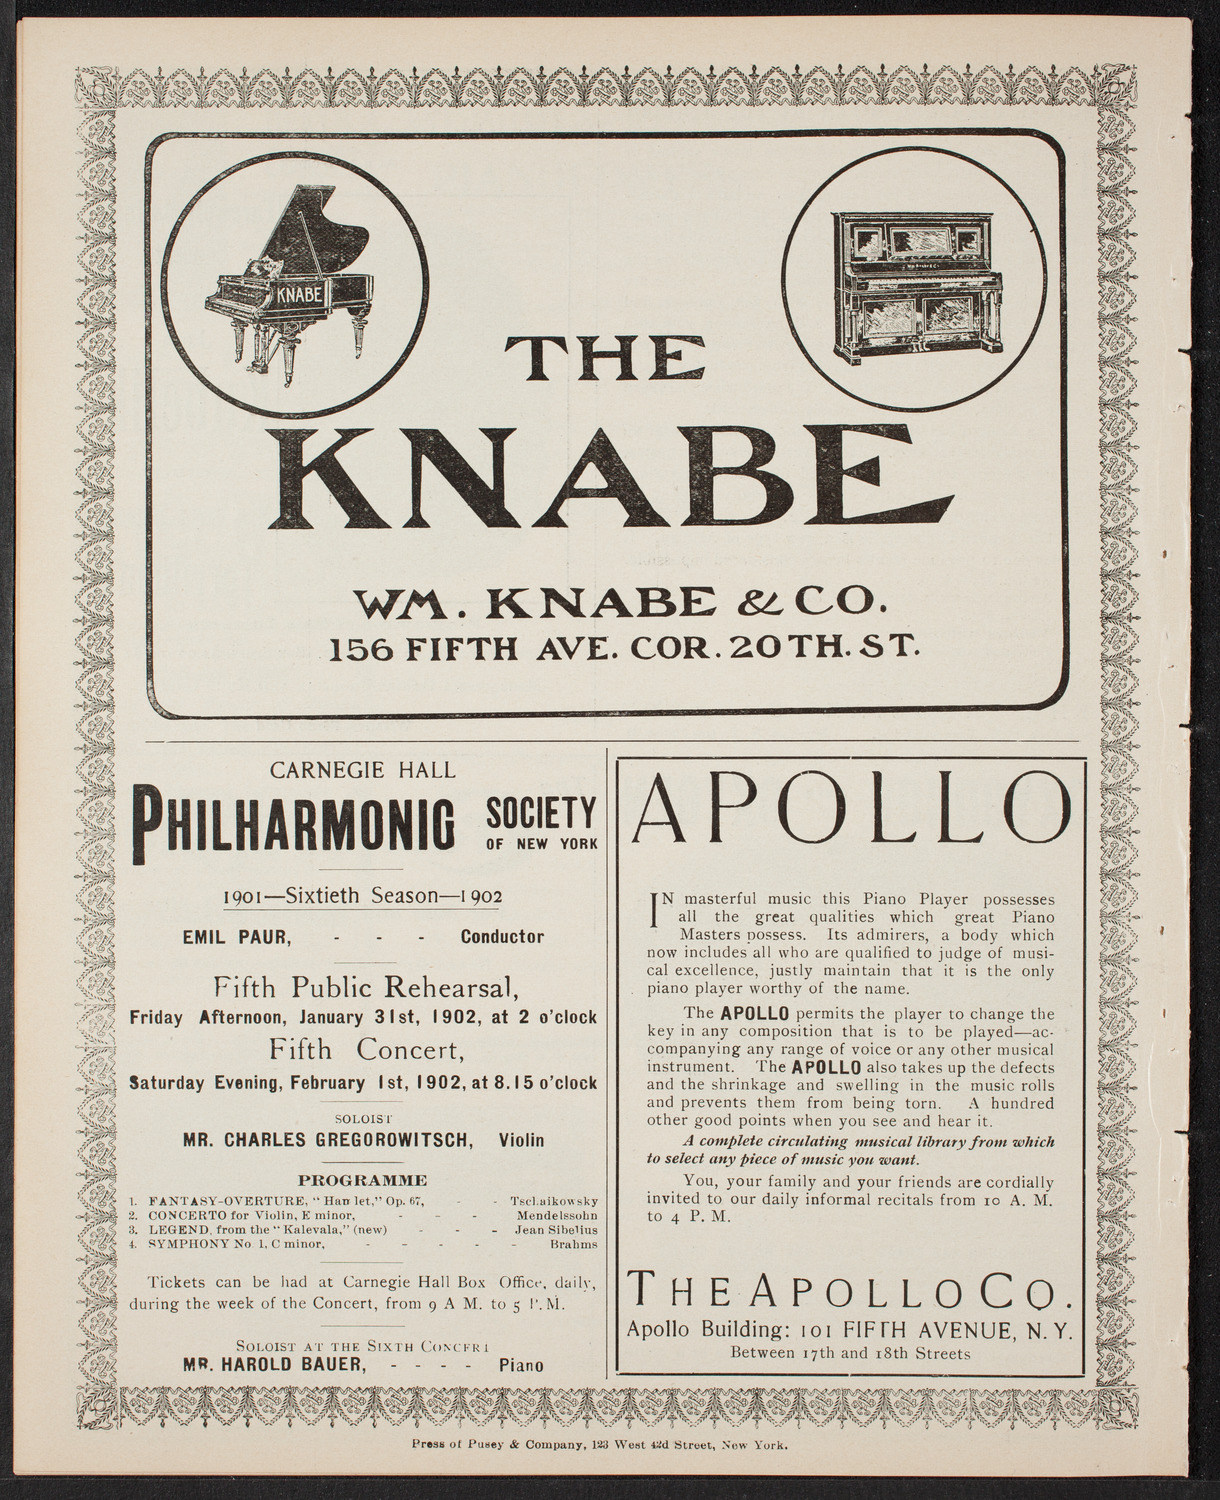 KNABE
THE
KNABE
WM. KNABE & CO.
156 FIFTH AVE. COR. 20TH. ST.
CARNEGIE HALL
PHILHARMONIC SOCIETY
OF NEW YORK
1901—Sixtieth Season—1902
EMIL PAUR, - - - Conductor
Fifth Public Rehearsal,
Friday Afternoon, January 31st, 1902, at 2 o'clock
Fifth Concert,
Saturday Evening, February 1st, 1902, at 8.15 o'clock
SOLOIST
MR. CHARLES GREGOROWITSCH, Violin
PROGRAMME
1. FANTASY-OVERTURE, "Hamlet," Op. 67, - - Tschaikowsky
2. CONCERTO for Violin, E minor, - - - Mendelssohn
3. LEGEND, from the "Kalevala," (new) - - Jean Sibelius
4. SYMPHONY No. 1, C minor, - - - - - Brahms
Tickets can be had at Carnegie Hall Box Office, daily,
during the week of the Concert, from 9 A M. to 5 P. M.
SOLOIST AT THE SIXTH CONCERT
MR. HAROLD BAUER, - - - - Piano
APOLLO
IN masterful music this Piano Player possesses
all the great qualities which great Piano
Masters possess. Its admirers, a body which
now includes all who are qualified to judge of musi-
cal excellence, justly maintain that it is the only
piano player worthy of the name.
The APOLLO permits the player to change the
key in any composition that is to be played—ac-
companying any range of voice or any other musical
instrument. The APOLLO also takes up the defects
and the shrinkage and swelling in the music rolls
and prevents them from being torn. A hundred
other good points when you see and hear it.
A complete circulating musical library from which
to select any piece of music you want.
You, your family and your friends are cordially
invited to our daily informal recitals from 10 A. M.
to 4 P. M.
THE APOLLO CO.
Apollo Building: 101 FIFTH AVENUE, N. Y.
Between 17th and 18th Streets
Press of Pusey & Company, 123 West 42d Street, New York.